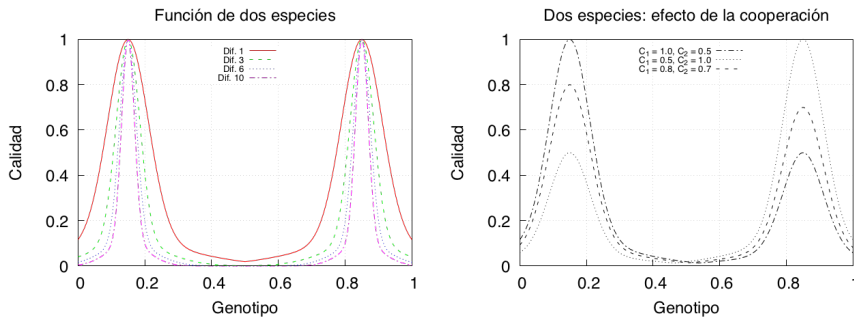 Función de dos especies
Dif. 1
Dif. 3
Dif. 6
Dif. 10
Calidad
1
0.8
0.6
0.4
0.2
0
0 0.2 0.4 0.6 0.8 1
Genotipo
Dos especies: efecto de la cooperación
C₁ = 1.0, C₂ = 0.5
C₁ = 0.5, C₂ = 1.0
C₁ = 0.8, C₂ = 0.7
Calidad
1
0.8
0.6
0.4
0.2
0
0 0.2 0.4 0.6 0.8 1
Genotipo